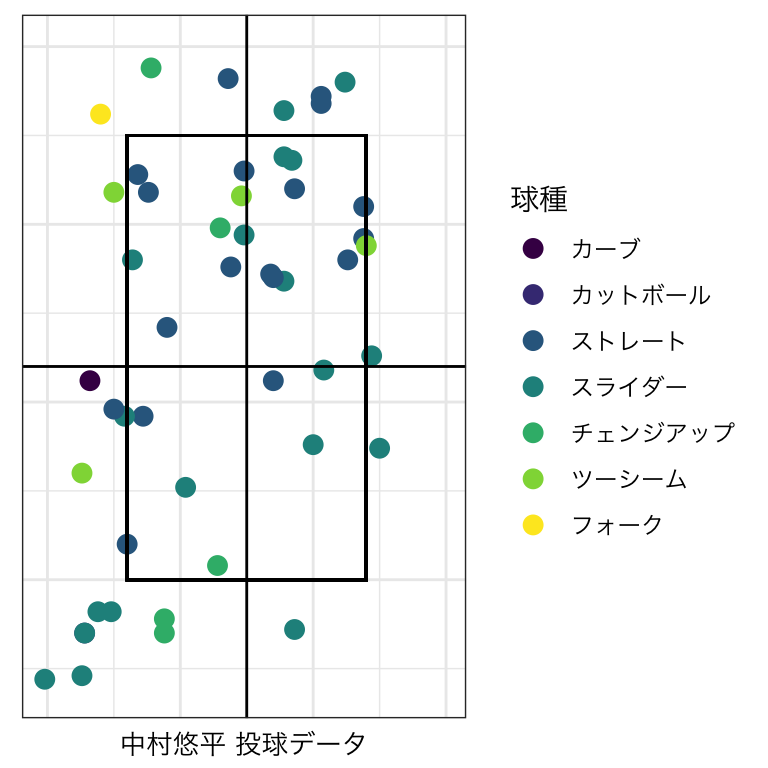 球種
カーブ
カットボール
ストレート
スライダー
チェンジアップ
ツーシーム
フォーク
中村悠平 投球データ